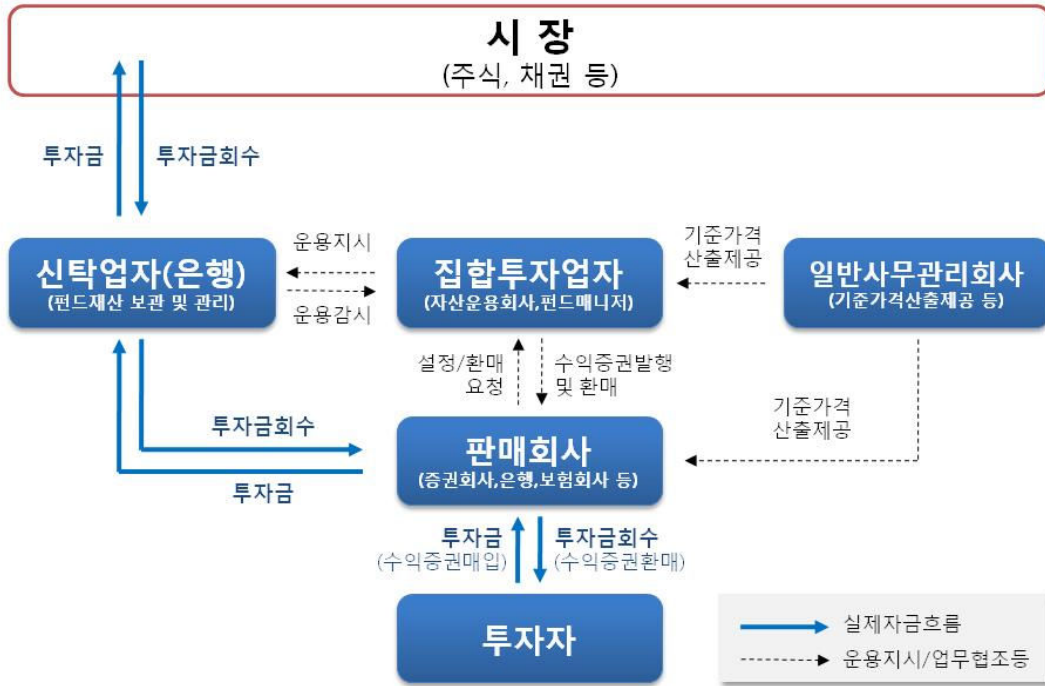 시 장
(주식, 채권 등)
투자금
투자금회수
신탁업자(은행)
(펀드재산 보관 및 관리)
운용지시
운용감시
집합투자업자
(자산운용회사,펀드매니저)
기준가격
산출제공
일반사무관리회사
(기준가격산출제공 등)
설정/환매
요청
수익증권발행
및 환매
기준가격
산출제공
투자금회수
투자금
판매회사
(증권회사,은행,보험회사 등)
투자금
(수익증권매입)
투자금회수
(수익증권환매)
투자자
실제자금흐름
운용지시/업무협조등